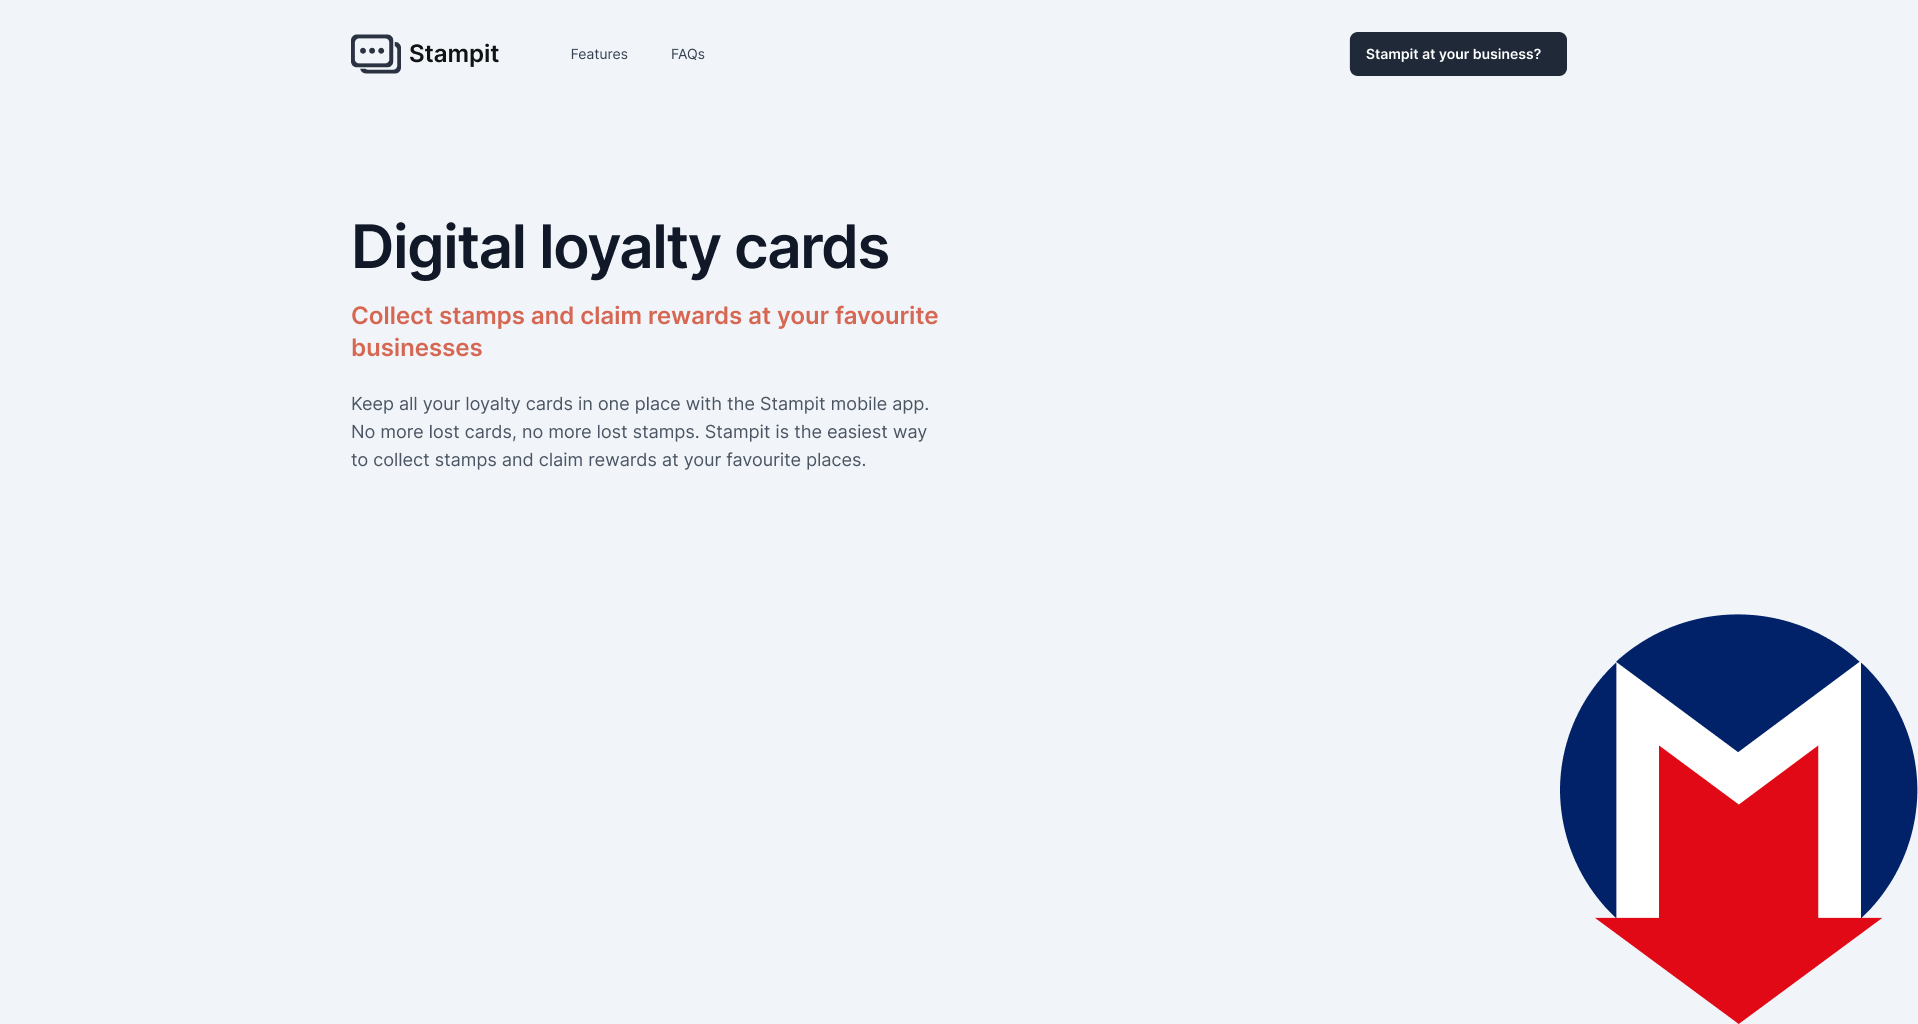 Stampit
Features
FAQs
Stampit at your business?
Digital loyalty cards
Collect stamps and claim rewards at your favourite
businesses
Keep all your loyalty cards in one place with the Stampit mobile app.
No more lost cards, no more lost stamps. Stampit is the easiest way
to collect stamps and claim rewards at your favourite places.
M